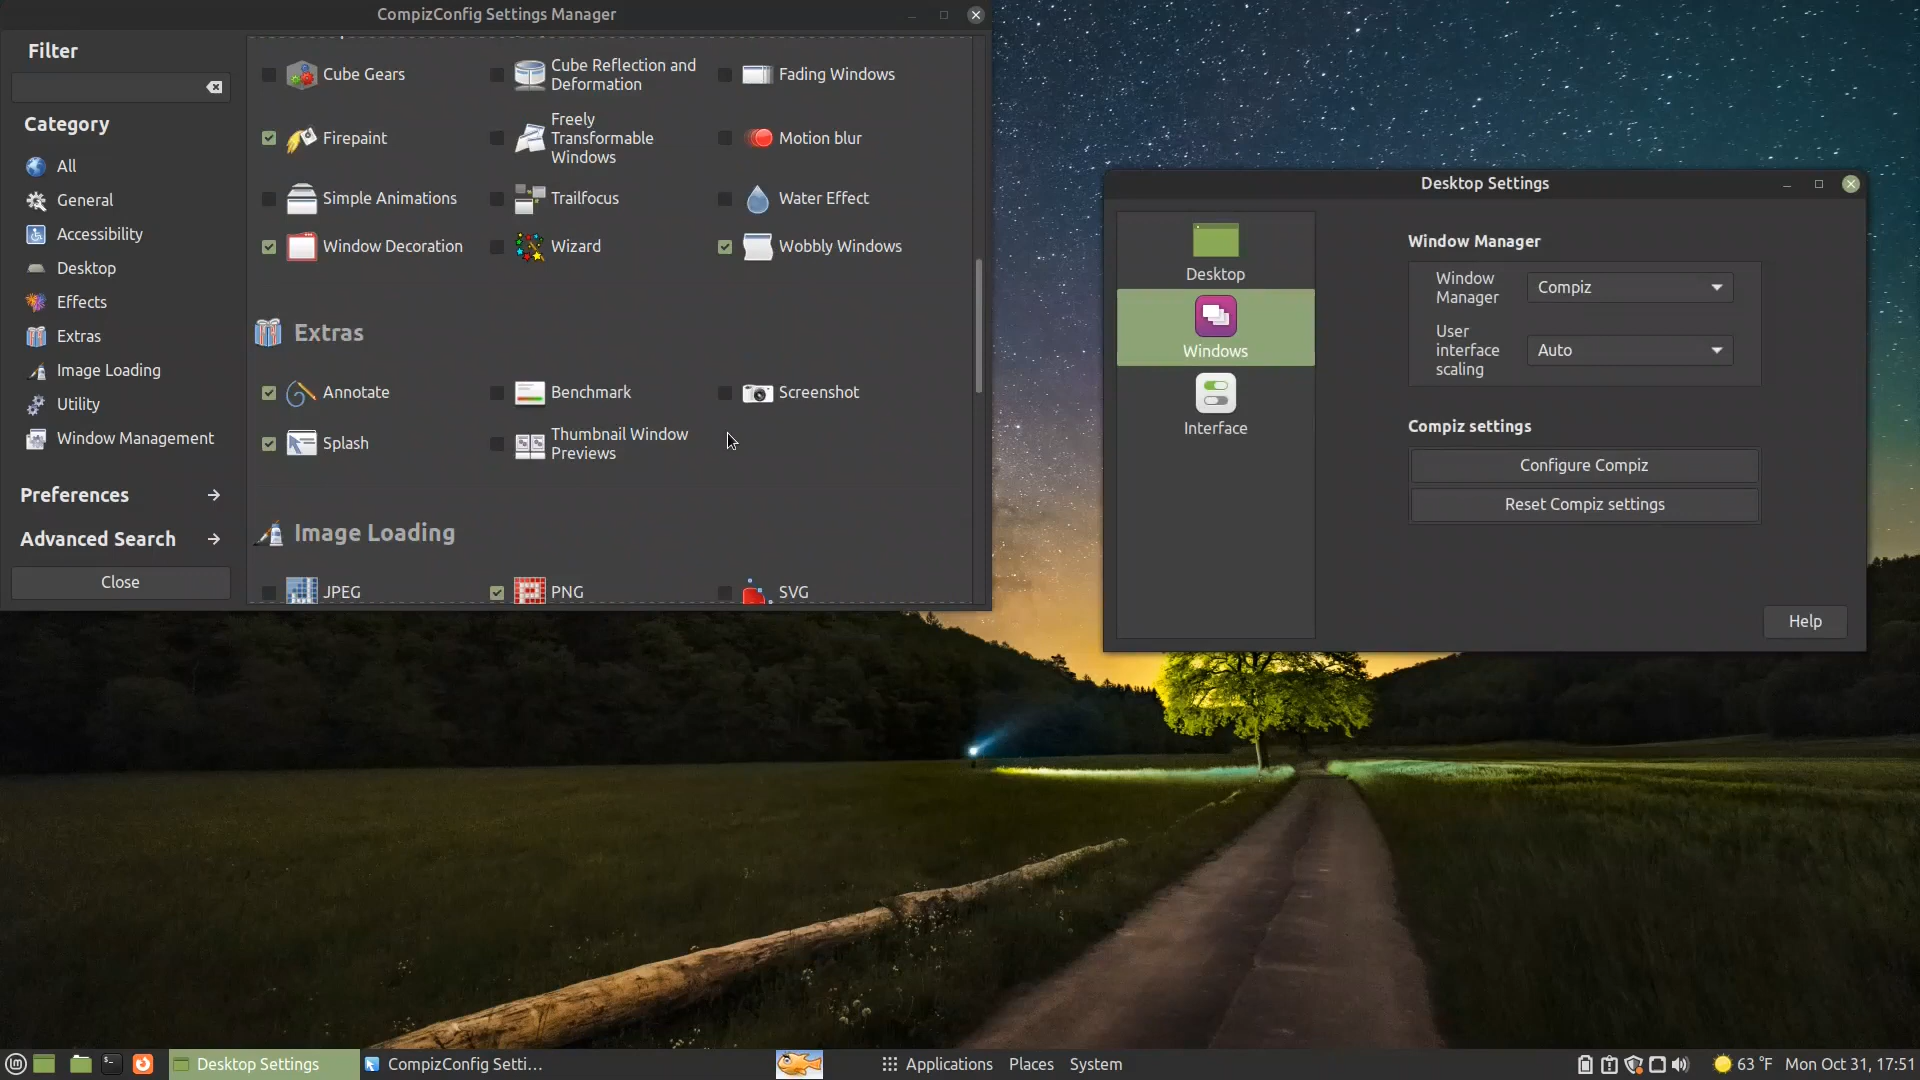 CompizConfig Settings Manager
Filter
Category
All
General
Accessibility
Desktop
Effects
Extras
Image Loading
Utility
Window Management
Preferences
Advanced Search
Close
Cube Gears
Cube Reflection and
Deformation
Fading Windows
Firepaint
Freely
Transformable
Windows
Motion blur
Simple Animations
Trailfocus
Water Effect
Window Decoration
Wizard
Wobbly Windows
Extras
Annotate
Benchmark
Screenshot
Splash
Thumbnail Window
Previews
Image Loading
JPEG
PNG
SVG
Desktop Settings
Desktop
Windows
Interface
Window Manager
Window
Manager
Compiz
User
interface
scaling
Auto
Compiz settings
Configure Compiz
Reset Compiz settings
Help
Desktop Settings
CompizConfig Setti...
Applications
Places
System
63 °F
Mon Oct 31, 17:51